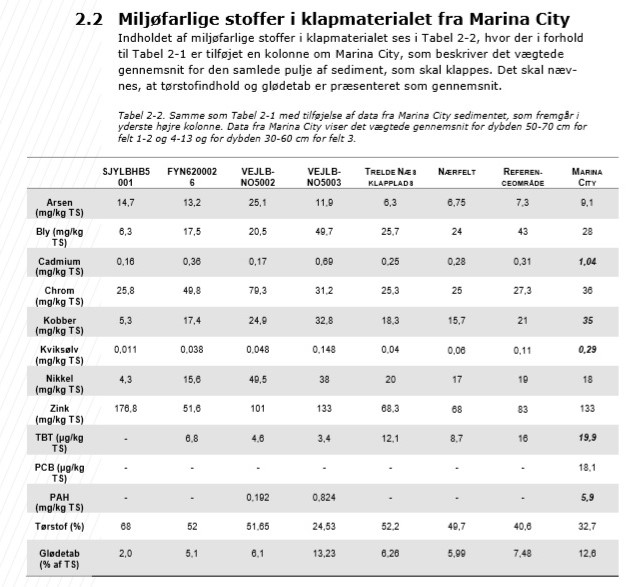 2.2 Miljøfarlige stoffer i klapmaterialet fra Marina City
Indholdet af miljøfarlige stoffer i klapmaterialet ses i Tabel 2-2, hvor der i forhold
til Tabel 2-1 er tilføjet en kolonne om Marina City, som beskriver det vægtede
gennemsnit for den samlede pulje af sediment, som skal klappes. Det skal næv-
nes, at tørstofindhold og glødetab er præsenteret som gennemsnit.
Tabel 2-2. Samme som Tabel 2-1 med tilføjelse af data fra Marina City sedimentet, som fremgår i
yderste højre kolonne. Data fra Marina City viser det vægtede gennemsnit for dybden 50-70 cm for
felt 1-2 og 4-13 og for dybden 30-60 cm for felt 3.
SJYLBHB5 FYN620002 VEJLB- VEJLB- TRELDE NÆS NÆRFELT REFEREN- MARINA
001 6 NO5002 NO5003 KLAPPLADS CEOMRÅDE CITY
Arsen 14,7 13,2 25,1 11,9 6,3 6,75 7,3 9,1
(mg/kg TS)
Bly (mg/kg 6,3 17,5 20,5 49,7 25,7 24 43 28
TS)
Cadmium 0,16 0,36 0,17 0,69 0,25 0,28 0,31 1,04
(mg/kg TS)
Chrom 25,8 49,8 79,3 31,2 25,3 25 27,3 36
(mg/kg TS)
Kobber 5,3 17,4 24,9 32,8 18,3 15,7 21 35
(mg/kg TS)
Kviksølv 0,011 0,038 0,048 0,148 0,04 0,06 0,11 0,29
(mg/kg TS)
Nikkel 4,3 15,6 49,5 38 20 17 19 18
(mg/kg TS)
Zink 176,8 51,6 101 133 68,3 68 83 133
(mg/kg TS)
TBT (µg/kg - 6,8 4,6 3,4 12,1 8,7 16 19,9
TS)
PCB (µg/kg - - - - - - - 18,1
TS)
PAH - - 0,192 0,824 - - - 5,9
(mg/kg TS)
Tørstof (%) 68 52 51,65 24,53 52,2 49,7 40,6 32,7
Glødetab 2,0 5,1 6,1 13,23 6,26 5,99 7,48 12,6
(% af TS)